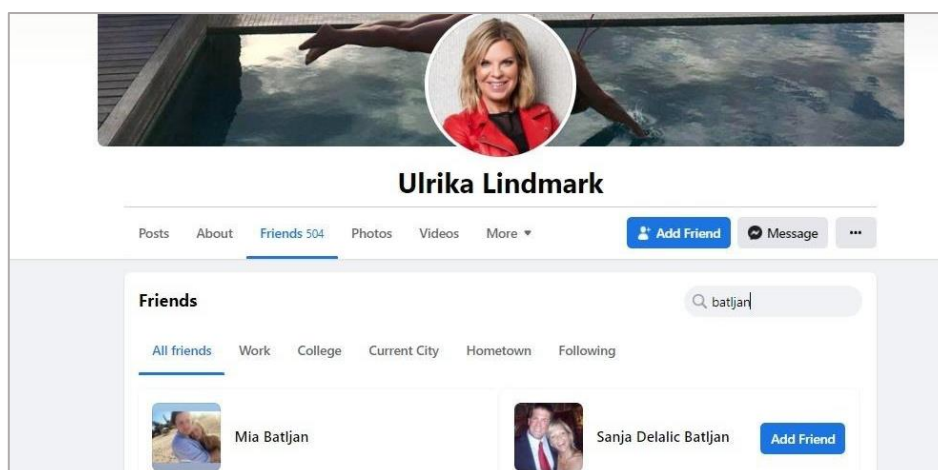 Ulrika Lindmark
Posts About Friends 504 Photos Videos More Add Friend Message
Friends batljan
All friends Work College Current City Hometown Following
Mia Batljan Sanja Delalic Batljan Add Friend